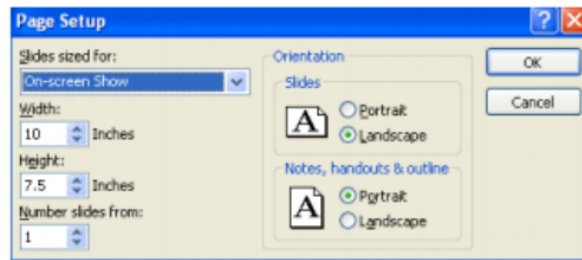 Page Setup
Slides sized for:
On-screen Show
Width:
10 Inches
Height:
7.5 Inches
Number slides from:
1
Orientation
Slides
A
Portrait
Landscape
Notes, handouts & outline
A
Portrait
Landscape
OK
Cancel